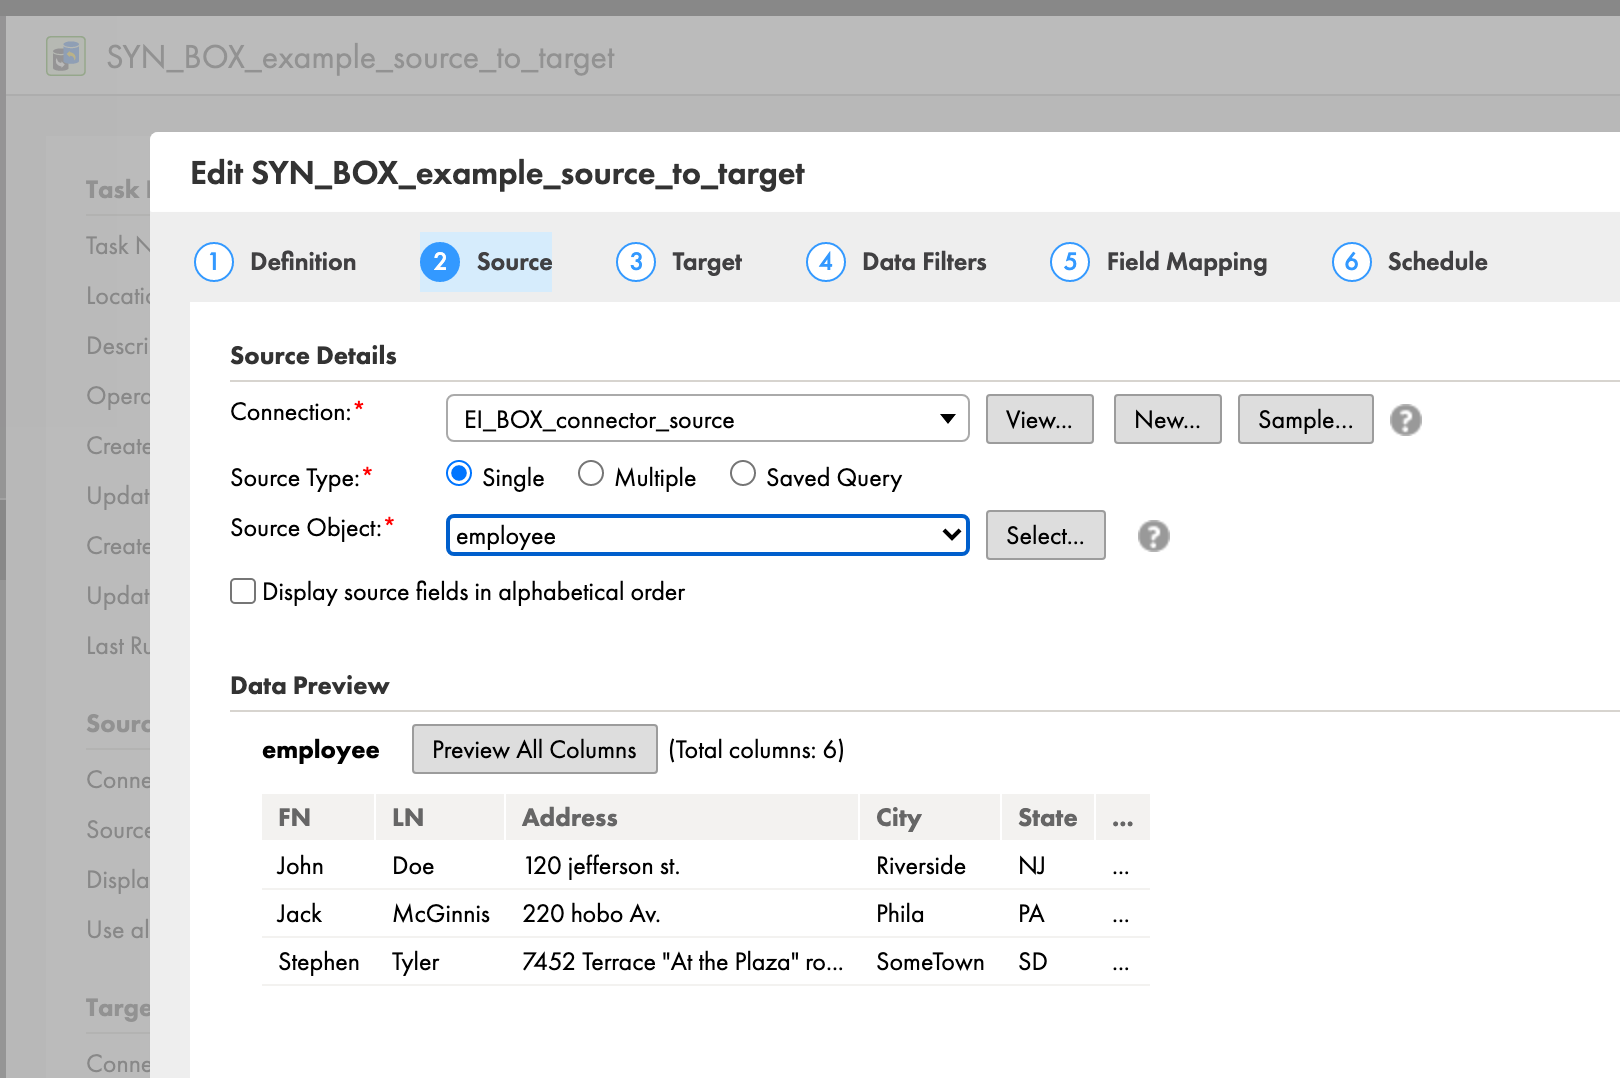 SYN_BOX_example_source_to_target
Edit SYN_BOX_example_source_to_target
1 Definition 2 Source 3 Target 4 Data Filters 5 Field Mapping 6 Schedule
Task
Task N
Locatio
Descri
Opera
Create
Updat
Create
Updat
Last Ru
Sourc
Conne
Source
Displa
Use al
Targe
Conne
Source Details
Connection:* EI_BOX_connector_source View... New... Sample... ?
Source Type:* Single Multiple Saved Query
Source Object:* employee Select... ?
Display source fields in alphabetical order
Data Preview
employee Preview All Columns (Total columns: 6)
FN LN Address City State ...
John Doe 120 jefferson st. Riverside NJ ...
Jack McGinnis 220 hobo Av. Phila PA ...
Stephen Tyler 7452 Terrace "At the Plaza" ro... SomeTown SD ...